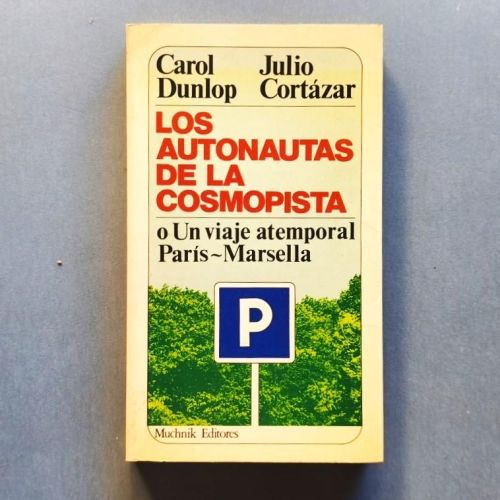 Carol Julio
Dunlop Cortázar
LOS
AUTONAUTAS
DE LA
COSMOPISTA
o Un viaje atemporal
París~Marsella
P
Muchnik Editores